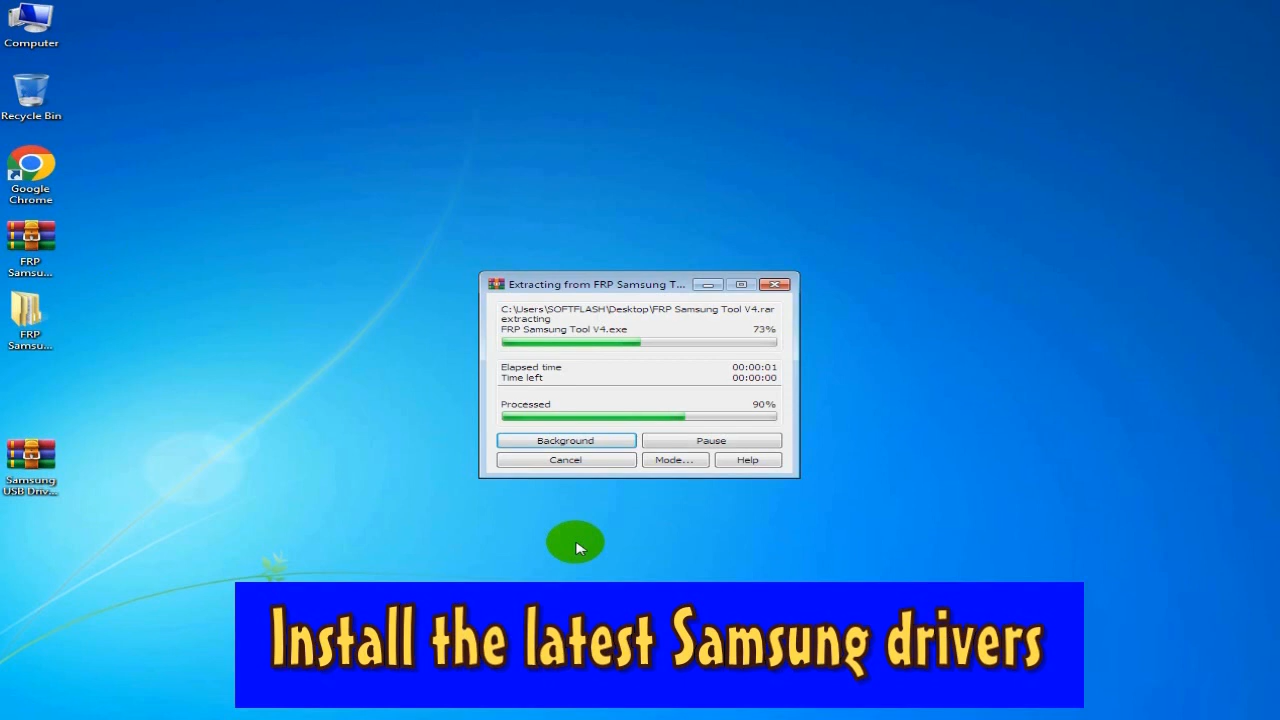 Computer
Recycle Bin
Google
Chrome
FRP
Samsu...
FRP
Samsu...
Samsung
USB Driv...
Extracting from FRP Samsung T...
C:\Users\SOFTFLASH\Desktop\FRP Samsung Tool V4.rar
extracting
FRP Samsung Tool V4.exe 73%
Elapsed time 00:00:01
Time left 00:00:00
Processed 90%
Background Pause
Cancel Mode... Help
Install the latest Samsung drivers